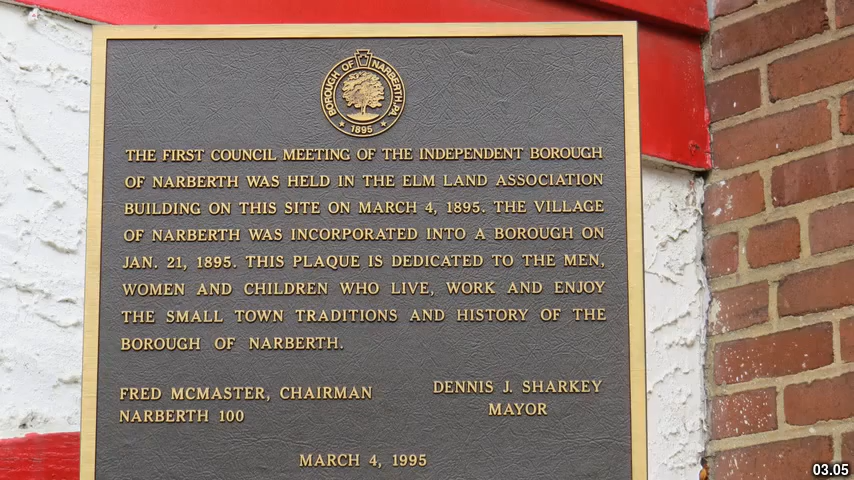 BOROUGH OF NARBERTH, PA
1895
THE FIRST COUNCIL MEETING OF THE INDEPENDENT BOROUGH
OF NARBERTH WAS HELD IN THE ELM LAND ASSOCIATION
BUILDING ON THIS SITE ON MARCH 4, 1895. THE VILLAGE
OF NARBERTH WAS INCORPORATED INTO A BOROUGH ON
JAN. 21, 1895. THIS PLAQUE IS DEDICATED TO THE MEN,
WOMEN AND CHILDREN WHO LIVE, WORK AND ENJOY
THE SMALL TOWN TRADITIONS AND HISTORY OF THE
BOROUGH OF NARBERTH.
FRED MCMASTER, CHAIRMAN
NARBERTH 100
DENNIS J. SHARKEY
MAYOR
MARCH 4, 1995
03.05